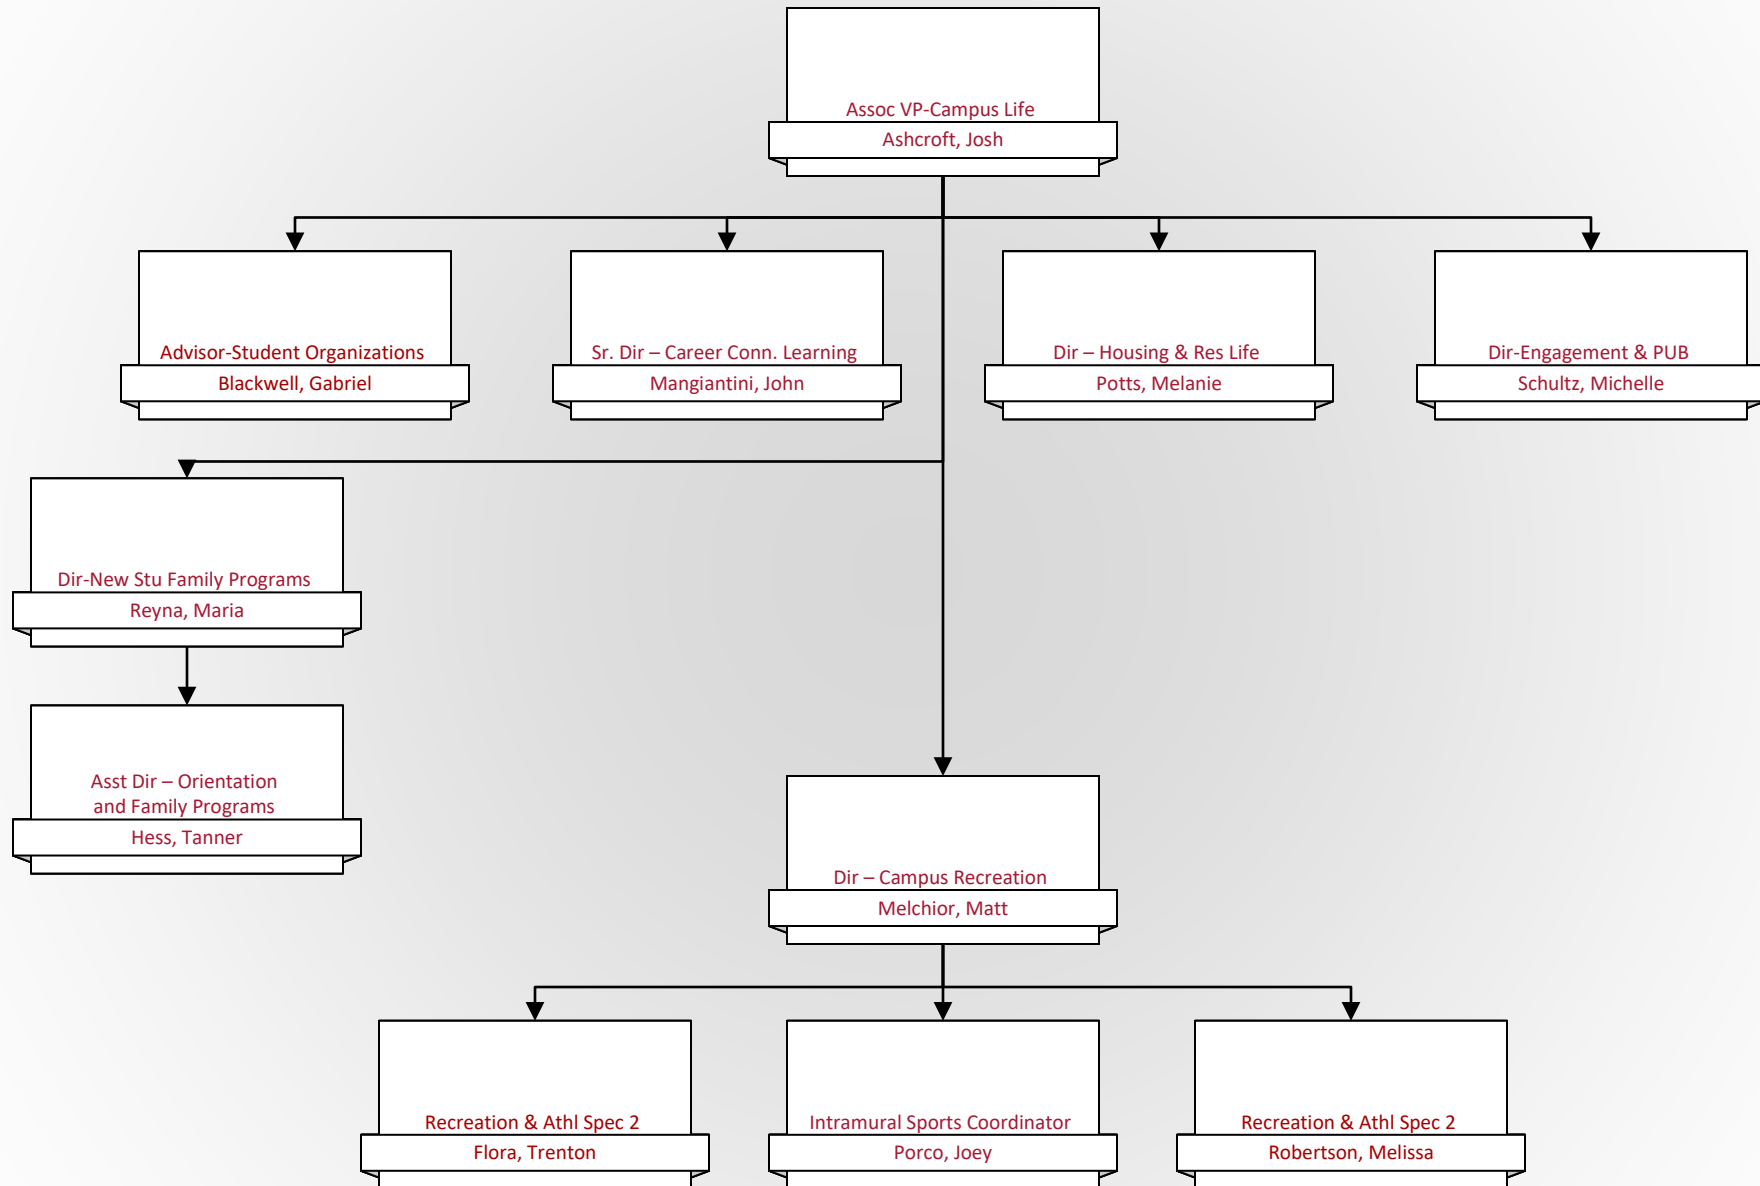 Assoc VP-Campus Life
Ashcroft, Josh
Advisor-Student Organizations
Blackwell, Gabriel
Sr. Dir – Career Conn. Learning
Mangiantini, John
Dir – Housing & Res Life
Potts, Melanie
Dir-Engagement & PUB
Schultz, Michelle
Dir-New Stu Family Programs
Reyna, Maria
Asst Dir – Orientation
and Family Programs
Hess, Tanner
Dir – Campus Recreation
Melchior, Matt
Recreation & Athl Spec 2
Flora, Trenton
Intramural Sports Coordinator
Porco, Joey
Recreation & Athl Spec 2
Robertson, Melissa